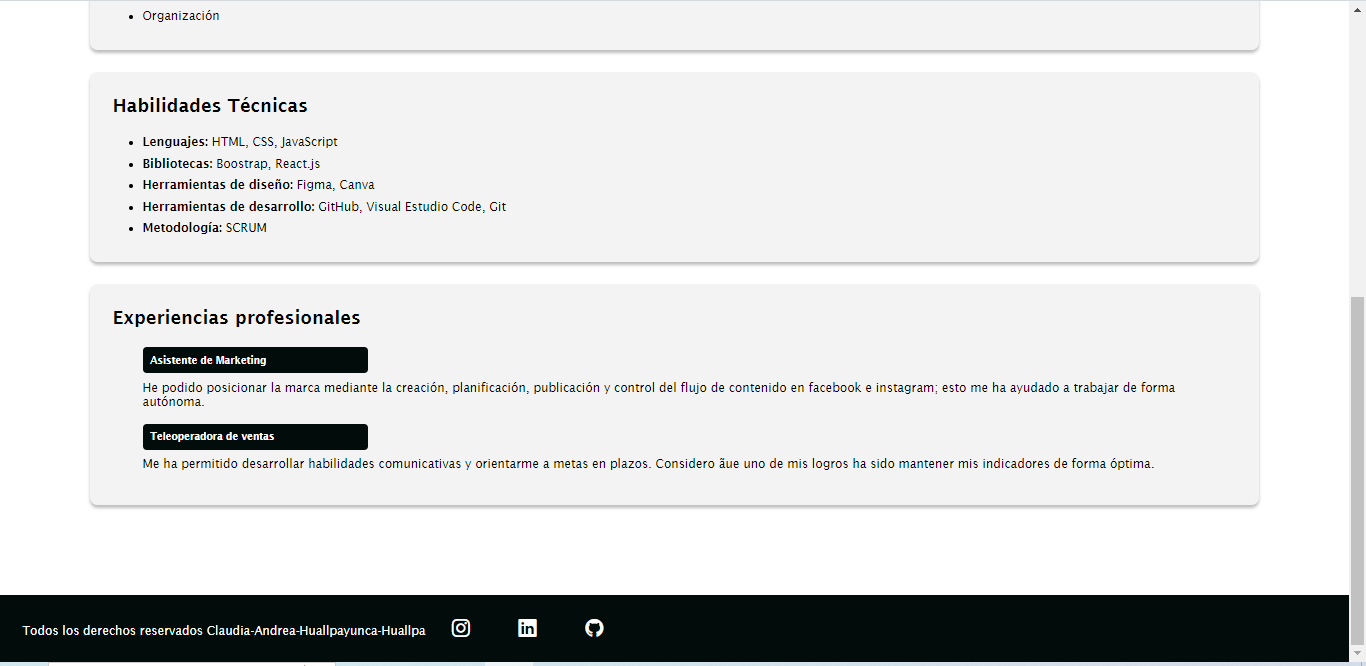 Organización
Habilidades Técnicas
Lenguajes: HTML, CSS, JavaScript
Bibliotecas: Boostrap, React.js
Herramientas de diseño: Figma, Canva
Herramientas de desarrollo: GitHub, Visual Estudio Code, Git
Metodología: SCRUM
Experiencias profesionales
Asistente de Marketing
He podido posicionar la marca mediante la creación, planificación, publicación y control del flujo de contenido en facebook e instagram; esto me ha ayudado a trabajar de forma
autónoma.
Teleoperadora de ventas
Me ha permitido desarrollar habilidades comunicativas y orientarme a metas en plazos. Considero ãue uno de mis logros ha sido mantener mis indicadores de forma óptima.
Todos los derechos reservados Claudia-Andrea-Huallpayunca-Huallpa